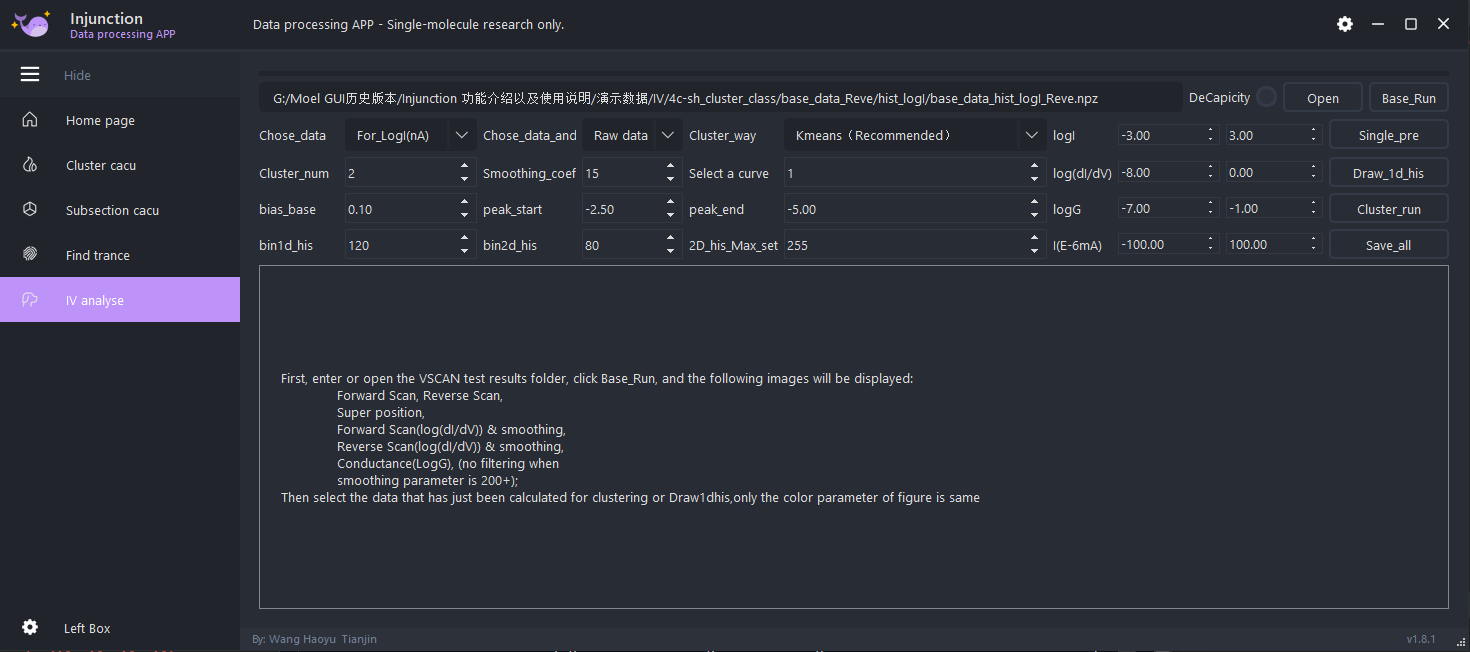 Injunction
Data processing APP
Data processing APP - Single-molecule research only.
Hide
Home page
Cluster cacu
Subsection cacu
Find trance
IV analyse
Left Box
G:/Moel GUI历史版本/Injunction 功能介绍以及使用说明/演示数据/IV/4c-sh_cluster_class/base_data_Reve/hist_logI/base_data_hist_logI_Reve.npz
DeCapicity Open Base_Run
Chose_data For_LogI(nA) Chose_data_and Raw data Cluster_way Kmeans（Recommended） logI -3.00 3.00 Single_pre
Cluster_num 2 Smoothing_coef 15 Select a curve 1 log(dI/dV) -8.00 0.00 Draw_1d_his
bias_base 0.10 peak_start -2.50 peak_end -5.00 logG -7.00 -1.00 Cluster_run
bin1d_his 120 bin2d_his 80 2D_his_Max_set 255 I(E-6mA) -100.00 100.00 Save_all
First, enter or open the VSCAN test results folder, click Base_Run, and the following images will be displayed:
Forward Scan, Reverse Scan,
Super position,
Forward Scan(log(dI/dV)) & smoothing,
Reverse Scan(log(dI/dV)) & smoothing,
Conductance(LogG), (no filtering when
smoothing parameter is 200+);
Then select the data that has just been calculated for clustering or Draw1dhis,only the color parameter of figure is same
By: Wang Haoyu Tianjin
v1.8.1